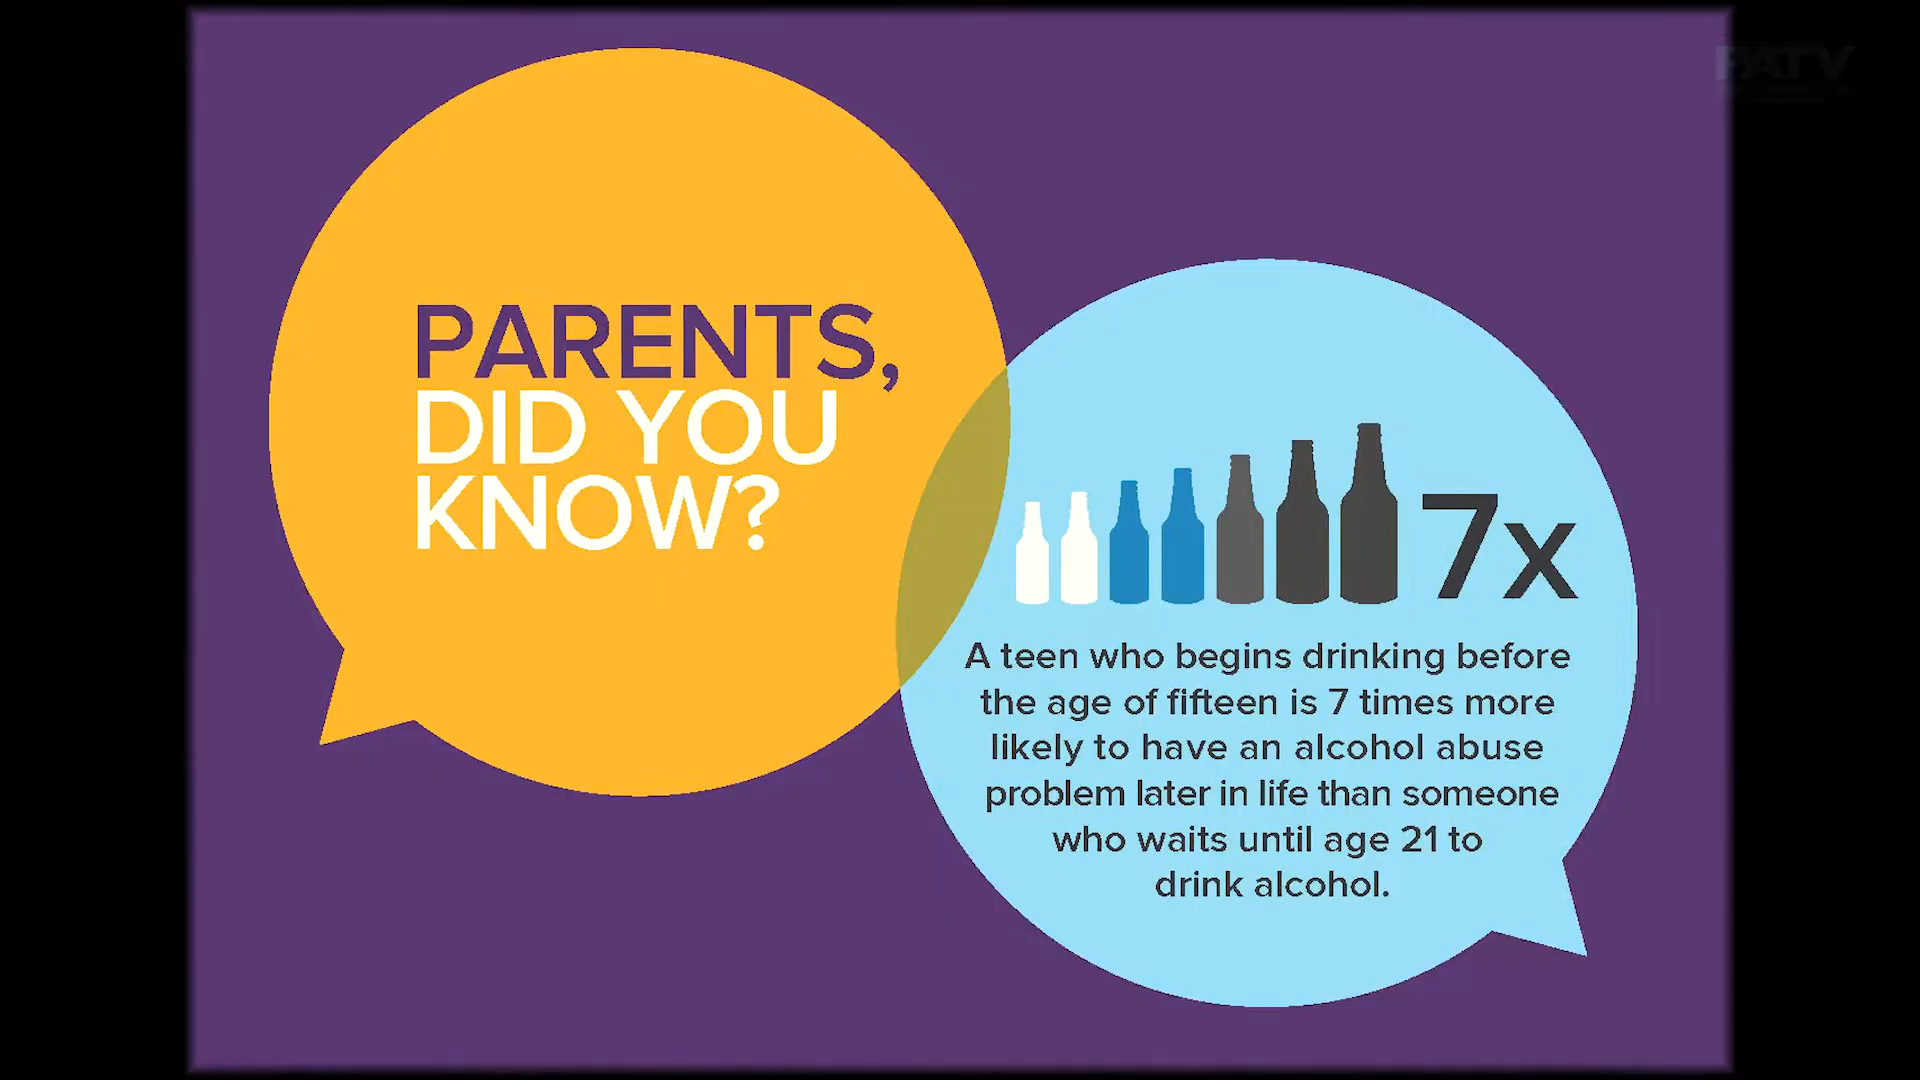 PATV
PARENTS,
DID YOU
KNOW?
7x
A teen who begins drinking before
the age of fifteen is 7 times more
likely to have an alcohol abuse
problem later in life than someone
who waits until age 21 to
drink alcohol.